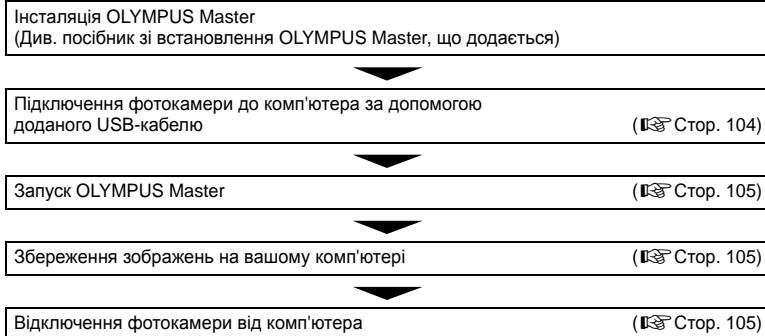 Інсталяція OLYMPUS Master
(Див. посібник зі встановлення OLYMPUS Master, що додається)
Підключення фотокамери до комп'ютера за допомогою
доданого USB-кабелю (☞ Стор. 104)
Запуск OLYMPUS Master (☞ Стор. 105)
Збереження зображень на вашому комп'ютері (☞ Стор. 105)
Відключення фотокамери від комп'ютера (☞ Стор. 105)